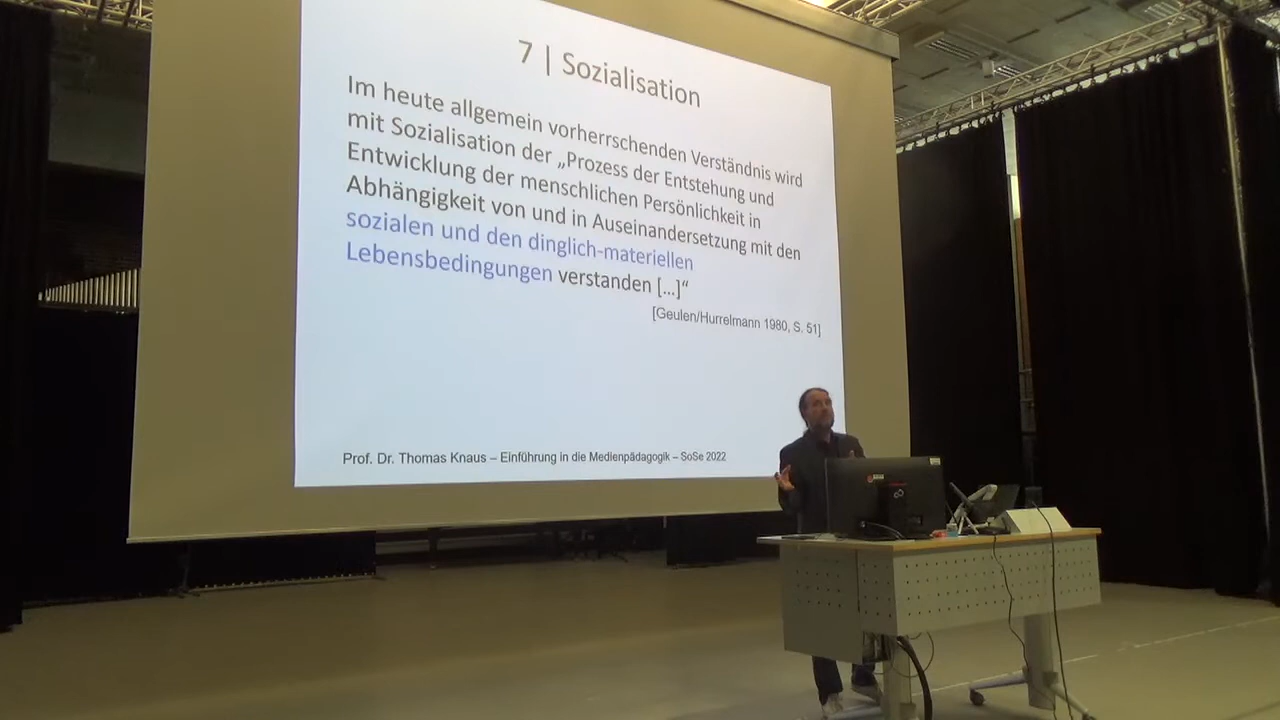 7 | Sozialisation
Im heute allgemein vorherrschenden Verständnis wird
mit Sozialisation der „Prozess der Entstehung und
Entwicklung der menschlichen Persönlichkeit in
Abhängigkeit von und in Auseinandersetzung mit den
sozialen und den dinglich-materiellen
Lebensbedingungen verstanden [...]“
[Geulen/Hurrelmann 1980, S. 51]
Prof. Dr. Thomas Knaus – Einführung in die Medienpädagogik – SoSe 2022